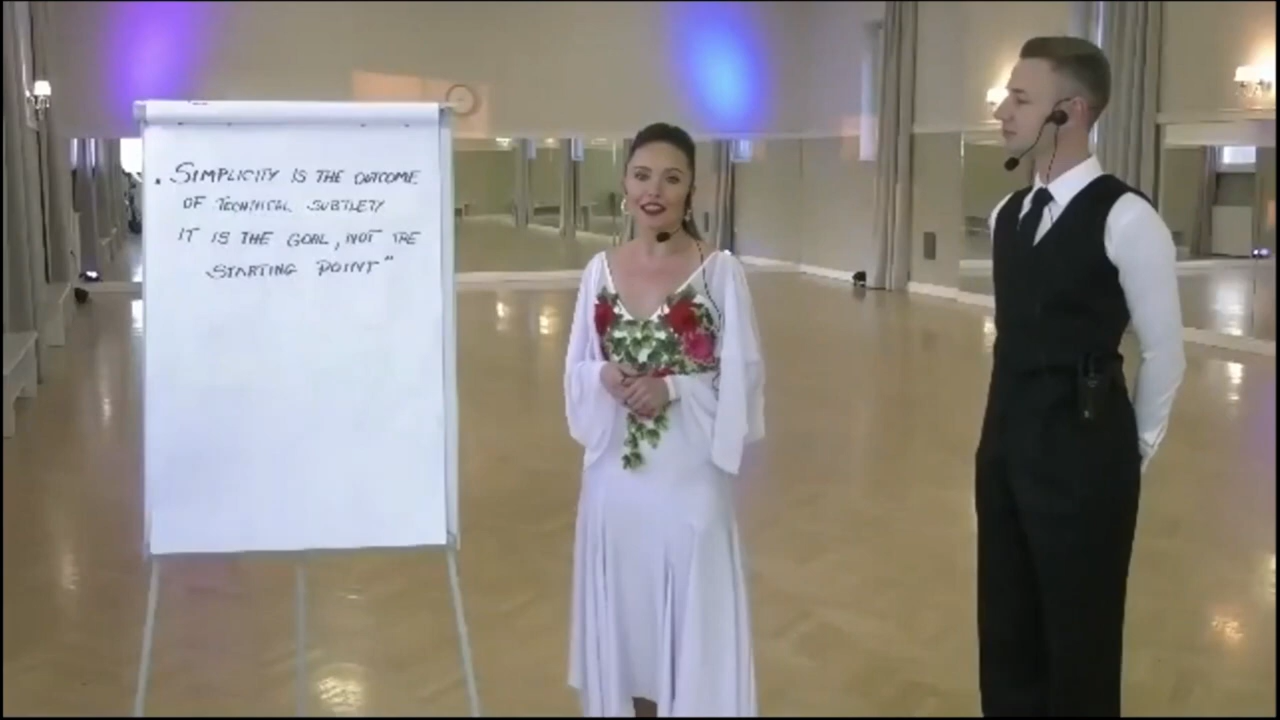 „SIMPLICITY IS THE OUTCOME
OF TECHNICAL SUBTLETY
IT IS THE GOAL, NOT THE
STARTING POINT"